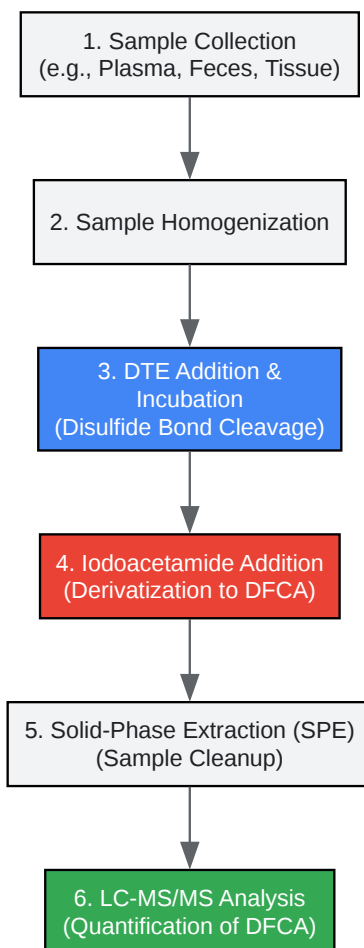 1. Sample Collection
(e.g., Plasma, Feces, Tissue)
2. Sample Homogenization
3. DTE Addition &
Incubation
(Disulfide Bond Cleavage)
4. Iodoacetamide Addition
(Derivatization to DFCA)
5. Solid-Phase Extraction (SPE)
(Sample Cleanup)
6. LC-MS/MS Analysis
(Quantification of DFCA)